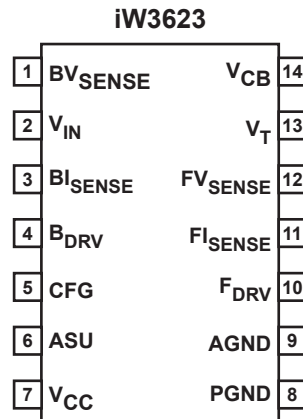 iW3623
1 BVSENSE VCB 14
2 VIN VT 13
3 BISENSE FVSENSE 12
4 BDRV FISENSE 11
5 CFG FDRV 10
6 ASU AGND 9
7 VCC PGND 8